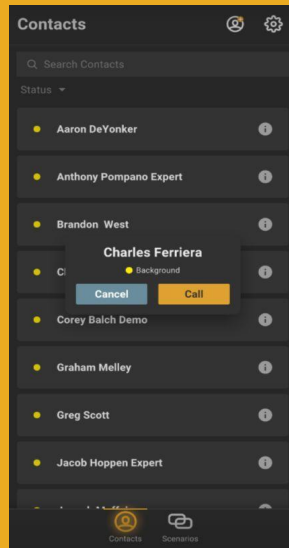 Contacts
Search Contacts
Status
Aaron DeYonker
Anthony Pompano Expert
Brandon West
Charles Ferriera
Background
Cancel
Call
Corey Balch Demo
Graham Melley
Greg Scott
Jacob Hoppen Expert
Contacts
Scenarios